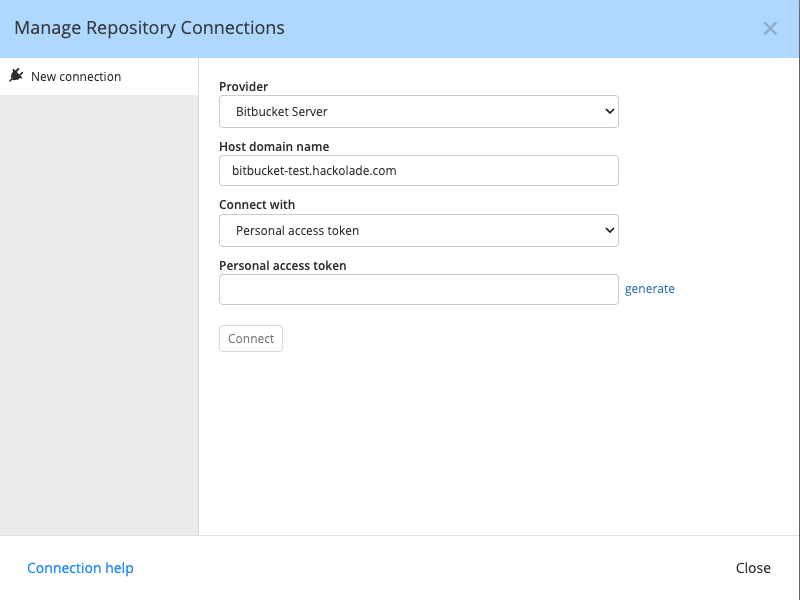 Manage Repository Connections
New connection
Provider
Bitbucket Server
Host domain name
bitbucket-test.hackolade.com
Connect with
Personal access token
Personal access token
generate
Connect
Connection help
Close